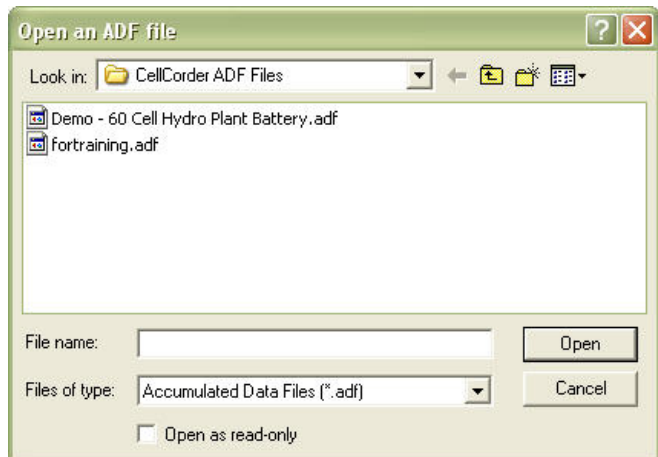 Open an ADF file
Look in: CellCorder ADF Files
Demo - 60 Cell Hydro Plant Battery.adf
fortraining.adf
File name: Open
Files of type: Accumulated Data Files (*.adf) Cancel
Open as read-only